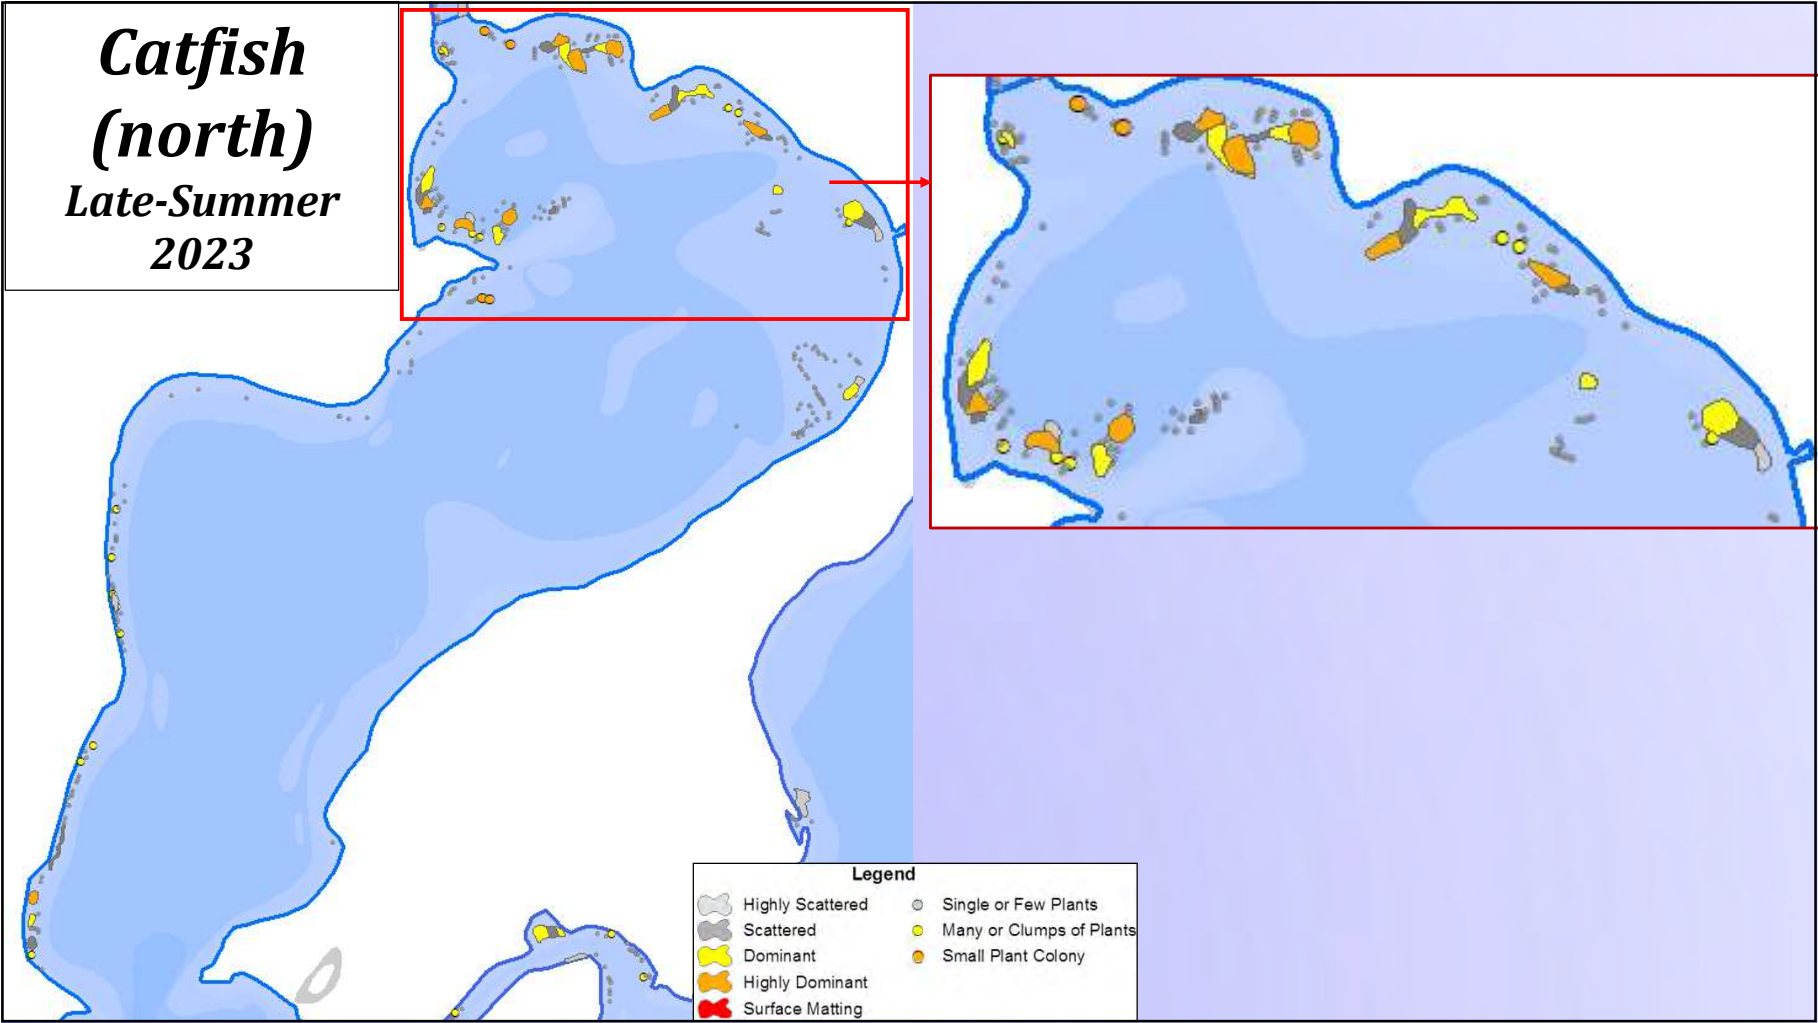 Catfish
(north)
Late-Summer
2023
Legend
Highly Scattered
Scattered
Dominant
Highly Dominant
Surface Matting
Single or Few Plants
Many or Clumps of Plants
Small Plant Colony